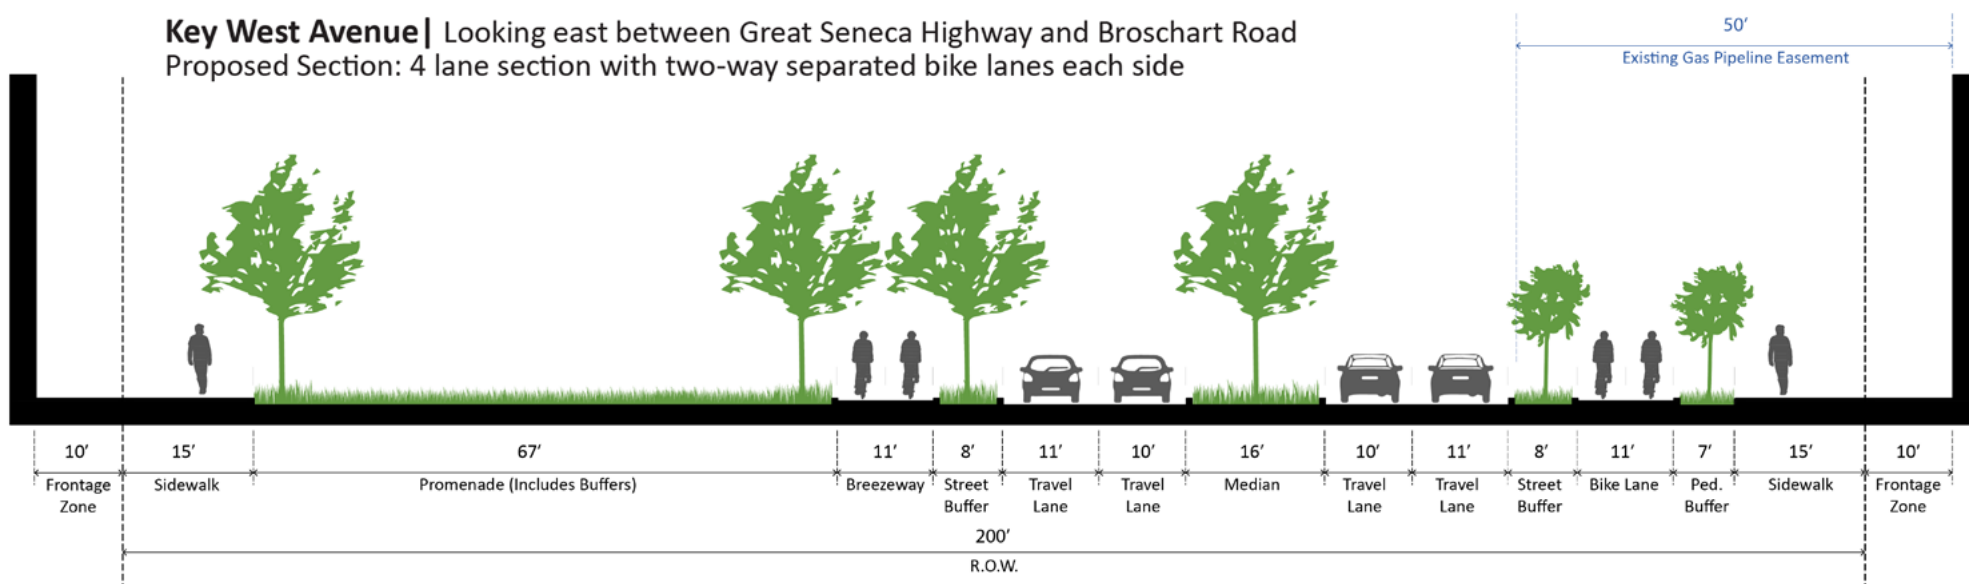 Key West Avenue| Looking east between Great Seneca Highway and Broschart Road
Proposed Section: 4 lane section with two-way separated bike lanes each side
50’
Existing Gas Pipeline Easement
10’ 15’ 67’ 11’ 8’ 11’ 10’ 16’ 10’ 11’ 8’ 11’ 7’ 15’ 10’
Frontage Sidewalk Promenade (Includes Buffers) Breezeway Street Travel Travel Median Travel Travel Street Bike Lane Ped. Sidewalk Frontage
Zone Buffer Lane Lane Lane Lane Buffer Buffer Zone
200’
R.O.W.